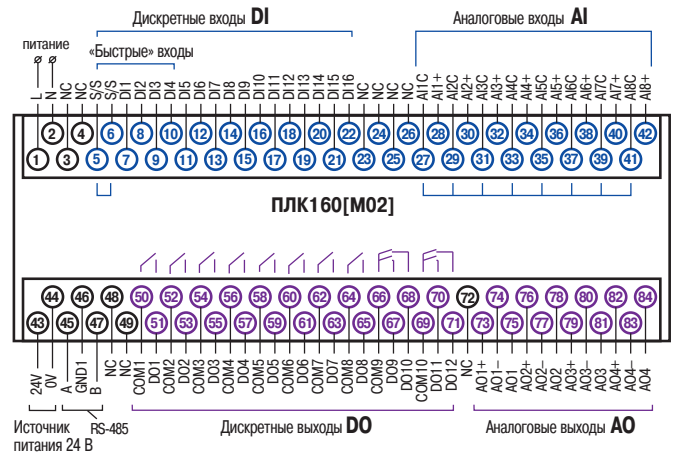 Дискретные входы DI
Аналоговые входы AI
питание
«Быстрые» входы
L N NC NC S/S S/S DI1 DI2 DI3 DI4 DI5 DI6 DI7 DI8 DI9 DI10 DI11 DI12 DI13 DI14 DI15 DI16 NC NC NC NC AI1C AI1+ AI2C AI2+ AI3C AI3+ AI4C AI4+ AI5C AI5+ AI6C AI6+ AI7C AI7+ AI8C AI8+
2 4 6 8 10 12 14 16 18 20 22 24 26 28 30 32 34 36 38 40 42
1 3 5 7 9 11 13 15 17 19 21 23 25 27 29 31 33 35 37 39 41
ПЛК160[М02]
44 46 48 50 52 54 56 58 60 62 64 66 68 70 72 74 76 78 80 82 84
43 45 47 49 51 53 55 57 59 61 63 65 67 69 71 73 75 77 79 81 83
24V 0V A GND1 B NC NC COM1 DO1 COM2 DO2 COM3 DO3 COM4 DO4 COM5 DO5 COM6 DO6 COM7 DO7 COM8 DO8 COM9 DO9 DO10 COM10 DO11 DO12 NC AO1+ AO1– AO1 AO2+ AO2– AO2 AO3+ AO3– AO3 AO4+ AO4– AO4
Источник
питания 24 В
RS-485
Дискретные выходы DO
Аналоговые выходы AO